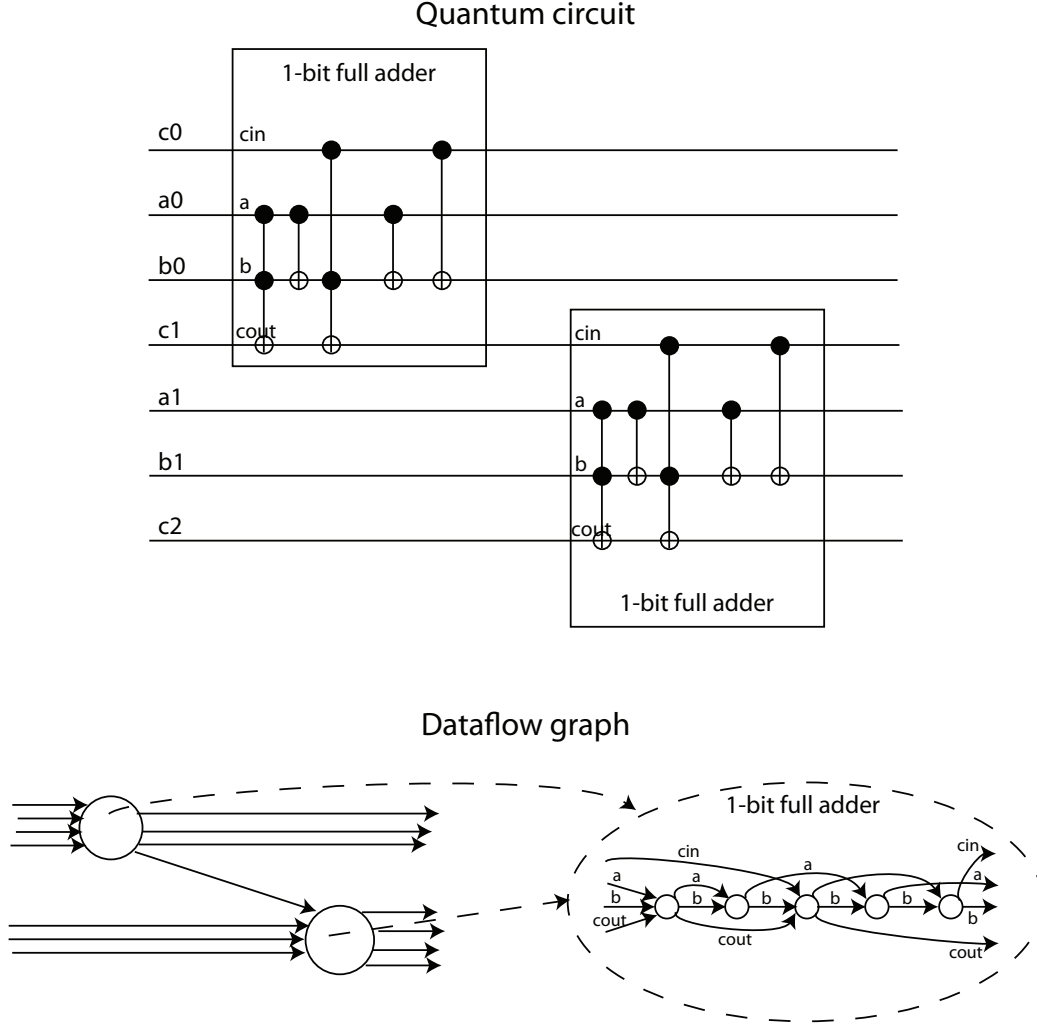 Quantum circuit
1-bit full adder
c0
cin
a0
a
b0
b
c1
cout
cin
a1
a
b1
b
c2
cout
1-bit full adder
Dataflow graph
1-bit full adder
cin
cin
a
a
a
a
b
b
b
b
b
b
cout
cout
cout